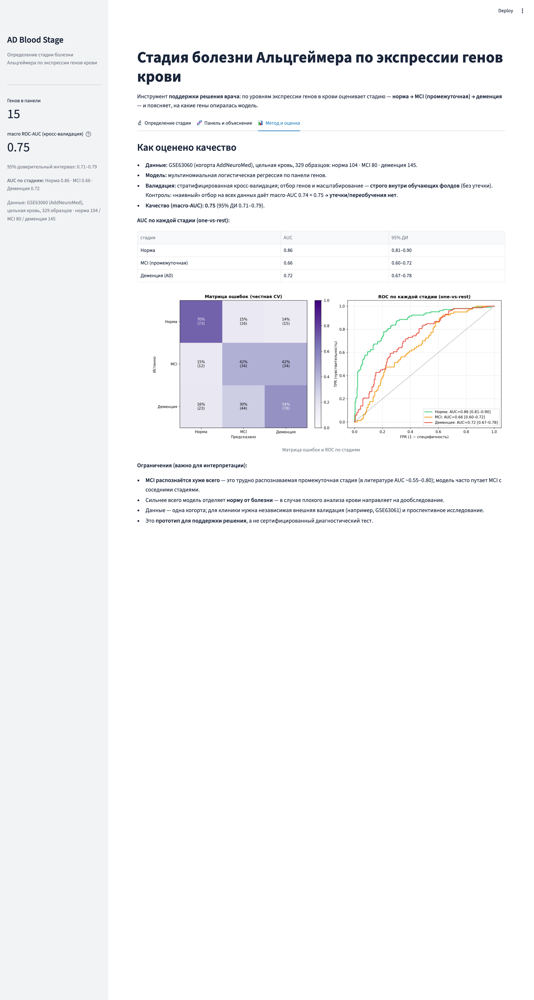 Deploy
AD Blood Stage
Определение стадии болезни
Альцгеймера по экспрессии генов крови
Генов в панели
15
macro ROC-AUC (кросс-валидация)
0.75
95% доверительный интервал: 0.71–0.79
AUC по стадиям: Норма 0.86 · MCI 0.66 ·
Деменция 0.72
Данные: GSE63060 (AddNeuroMed),
цельная кровь, 329 образцов · норма 104 /
MCI 80 / деменция 145
Стадия болезни Альцгеймера по экспрессии генов
крови
Инструмент поддержки решения врача: по уровням экспрессии генов в крови оценивает стадию — норма → MCI (промежуточная) → деменция
— и поясняет, на какие гены опиралась модель.
Определение стадии
Панель и объяснение
Метод и оценка
Как оценено качество
• Данные: GSE63060 (когорта AddNeuroMed), цельная кровь, 329 образцов: норма 104 · MCI 80 · деменция 145.
• Модель: мультиномиальная логистическая регрессия по панели генов.
• Валидация: стратифицированная кросс-валидация; отбор генов и масштабирование — строго внутри обучающих фолдов (без утечки).
Контроль: «наивный» отбор на всех данных даёт macro-AUC 0.74 ≈ 0.75 → утечки/переобучения нет.
• Качество (macro-AUC): 0.75 (95% ДИ 0.71–0.79).
AUC по каждой стадии (one-vs-rest):
стадия AUC 95% ДИ
Норма 0.86 0.81–0.90
MCI (промежуточная) 0.66 0.60–0.72
Деменция (AD) 0.72 0.67–0.78
Матрица ошибок (честная CV)
Истинно
Норма
70% 15% 14%
(73) (16) (15)
MCI
15% 42% 42%
(12) (34) (34)
Деменция
16% 30% 54%
(23) (44) (78)
Норма MCI Деменция
Предсказано
1.0
0.8
0.6
0.4
0.2
0.0
ROC по каждой стадии (one-vs-rest)
TPR (чувствительность)
1.0
0.8
0.6
0.4
0.2
0.0
Норма: AUC=0.86 [0.81–0.90]
MCI: AUC=0.66 [0.60–0.72]
Деменция: AUC=0.72 [0.67–0.78]
0.0 0.2 0.4 0.6 0.8 1.0
FPR (1 − специфичность)
Матрица ошибок и ROC по стадиям
Ограничения (важно для интерпретации):
• MCI распознаётся хуже всего — это трудно распознаваемая промежуточная стадия (в литературе AUC ~0.55–0.80); модель часто путает MCI с
соседними стадиями.
• Сильнее всего модель отделяет норму от болезни — в случае плохого анализа крови направляет на дообследование.
• Данные — одна когорта; для клиники нужна независимая внешняя валидация (например, GSE63061) и проспективное исследование.
• Это прототип для поддержки решения, а не сертифицированный диагностический тест.